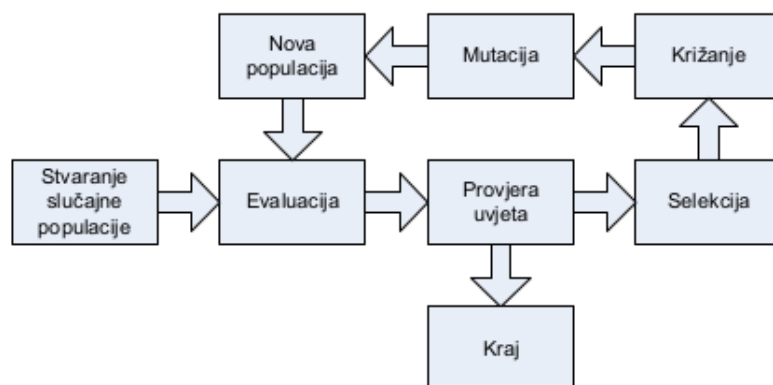 Nova
populacija
Mutacija
Križanje
Stvaranje
slučajne
populacije
Evaluacija
Provjera
uvjeta
Selekcija
Kraj